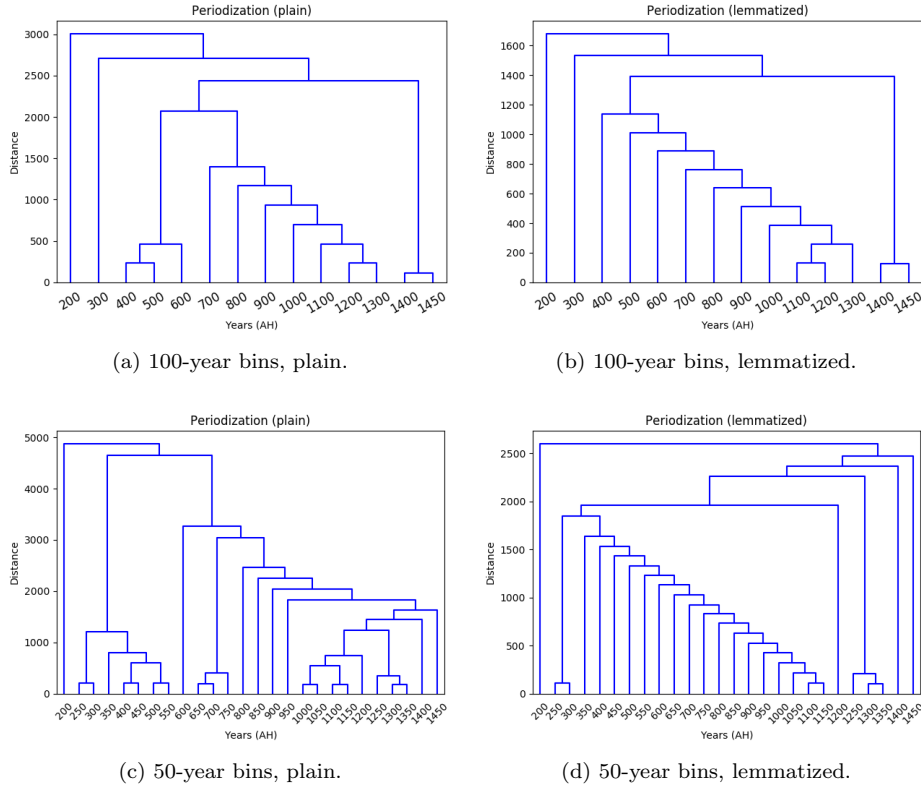 Periodization (plain)
3000
2500
2000
1500
1000
500
0
Distance
200 300 400 500 600 700 800 900 1000 1100 1200 1300 1400 1450
Years (AH)
(a) 100-year bins, plain.
Periodization (lemmatized)
1600
1400
1200
1000
800
600
400
200
0
Distance
200 300 400 500 600 700 800 900 1000 1100 1200 1300 1400 1450
Years (AH)
(b) 100-year bins, lemmatized.
Periodization (plain)
5000
4000
3000
2000
1000
0
Distance
200 250 300 350 400 450 500 550 600 650 700 750 800 850 900 950 1000 1050 1100 1150 1200 1250 1300 1350 1400 1450
Years (AH)
(c) 50-year bins, plain.
Periodization (lemmatized)
2500
2000
1500
1000
500
0
Distance
200 250 300 350 400 450 500 550 600 650 700 750 800 850 900 950 1000 1050 1100 1150 1200 1250 1300 1350 1400 1450
Years (AH)
(d) 50-year bins, lemmatized.